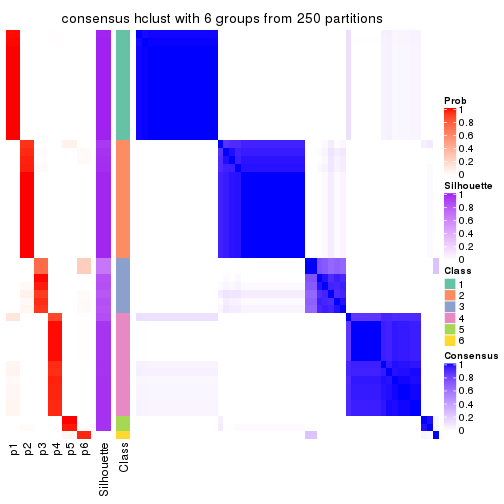 consensus hclust with 6 groups from 250 partitions
Prob
1
0.8
0.6
0.4
0.2
0
Silhouette
1
0.8
0.6
0.4
0.2
0
Class
1
2
3
4
5
6
Consensus
1
0.8
0.6
0.4
0.2
0
p1
p2
p3
p4
p5
p6
Silhouette
Class